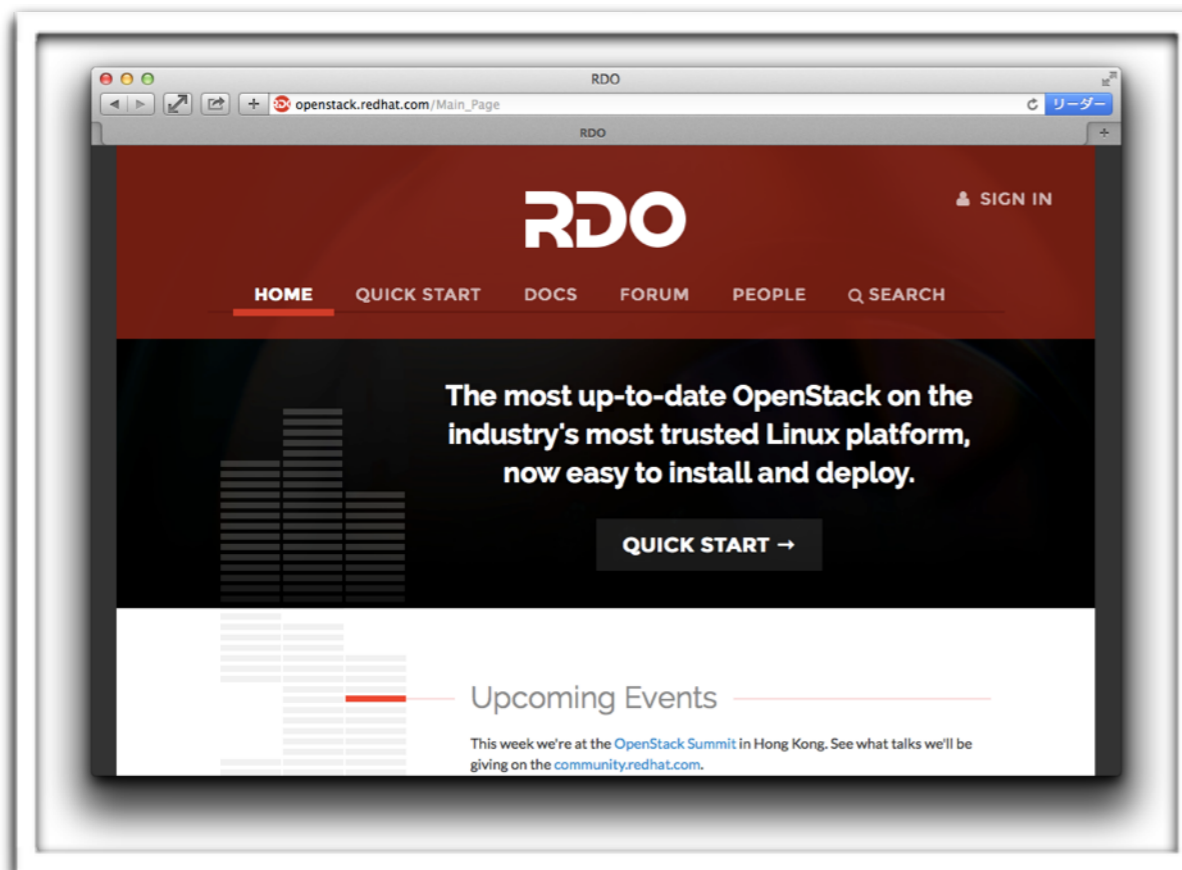 RDO
openstack.redhat.com/Main_Page
リーダー
RDO
RDO
SIGN IN
HOME QUICK START DOCS FORUM PEOPLE SEARCH
The most up-to-date OpenStack on the
industry's most trusted Linux platform,
now easy to install and deploy.
QUICK START →
Upcoming Events
This week we're at the OpenStack Summit in Hong Kong. See what talks we'll be
giving on the community.redhat.com.